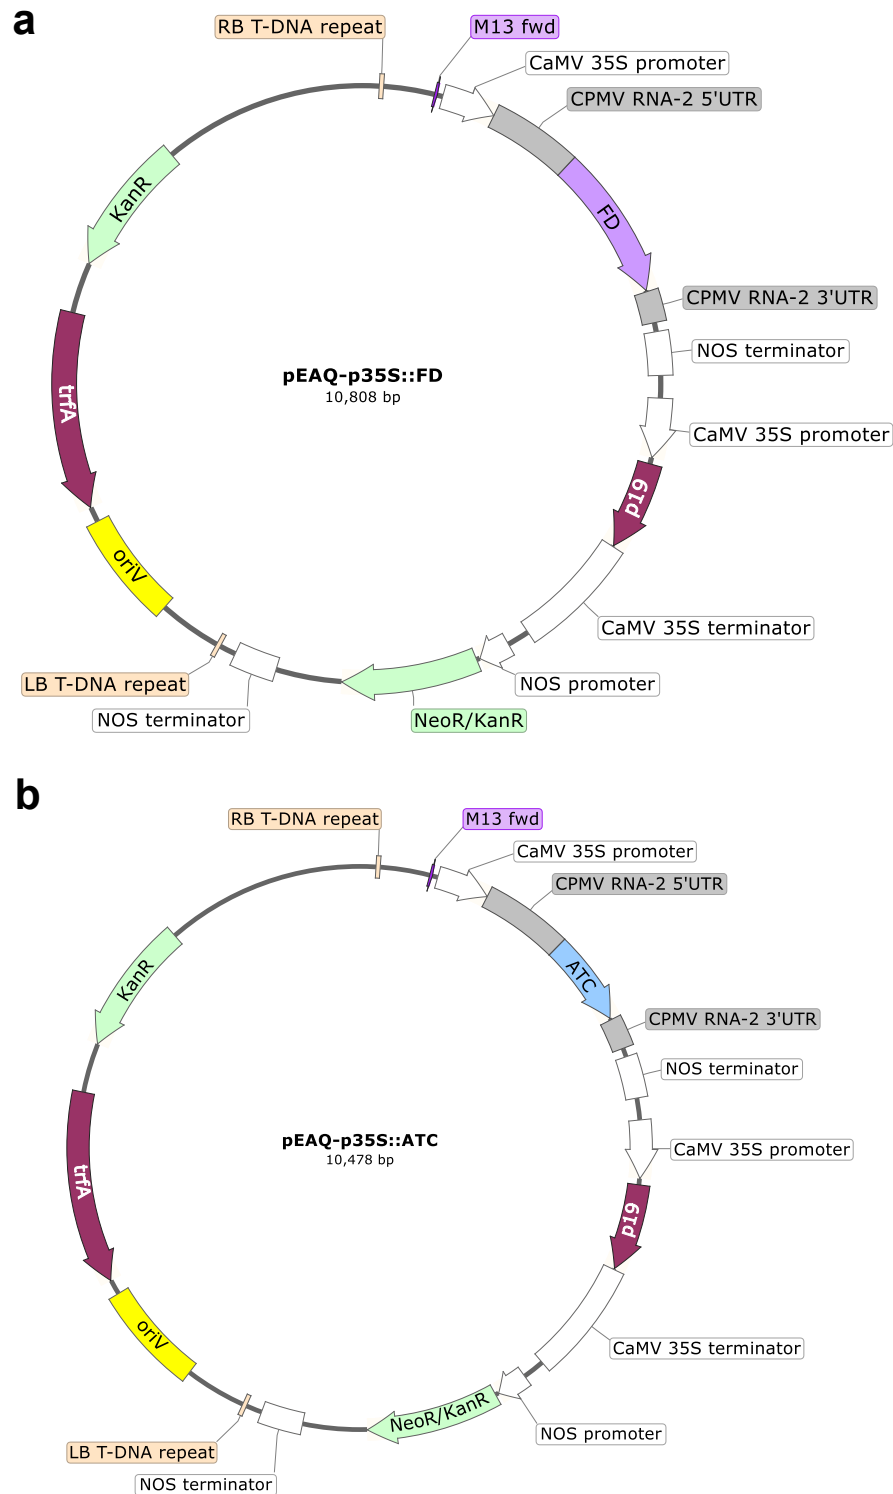 a
RB T-DNA repeat
M13 fwd
CaMV 35S promoter
CPMV RNA-2 5'UTR
KanR
FD
CPMV RNA-2 3'UTR
NOS terminator
pEAQ-p35S::FD
10,808 bp
trfA
CaMV 35S promoter
p19
oriV
CaMV 35S terminator
LB T-DNA repeat
NOS promoter
NOS terminator
NeoR/KanR
b
RB T-DNA repeat
M13 fwd
CaMV 35S promoter
CPMV RNA-2 5'UTR
KanR
ATC
CPMV RNA-2 3'UTR
NOS terminator
pEAQ-p35S::ATC
10,478 bp
CaMV 35S promoter
trfA
p19
oriV
CaMV 35S terminator
NeoR/KanR
NOS promoter
LB T-DNA repeat
NOS terminator